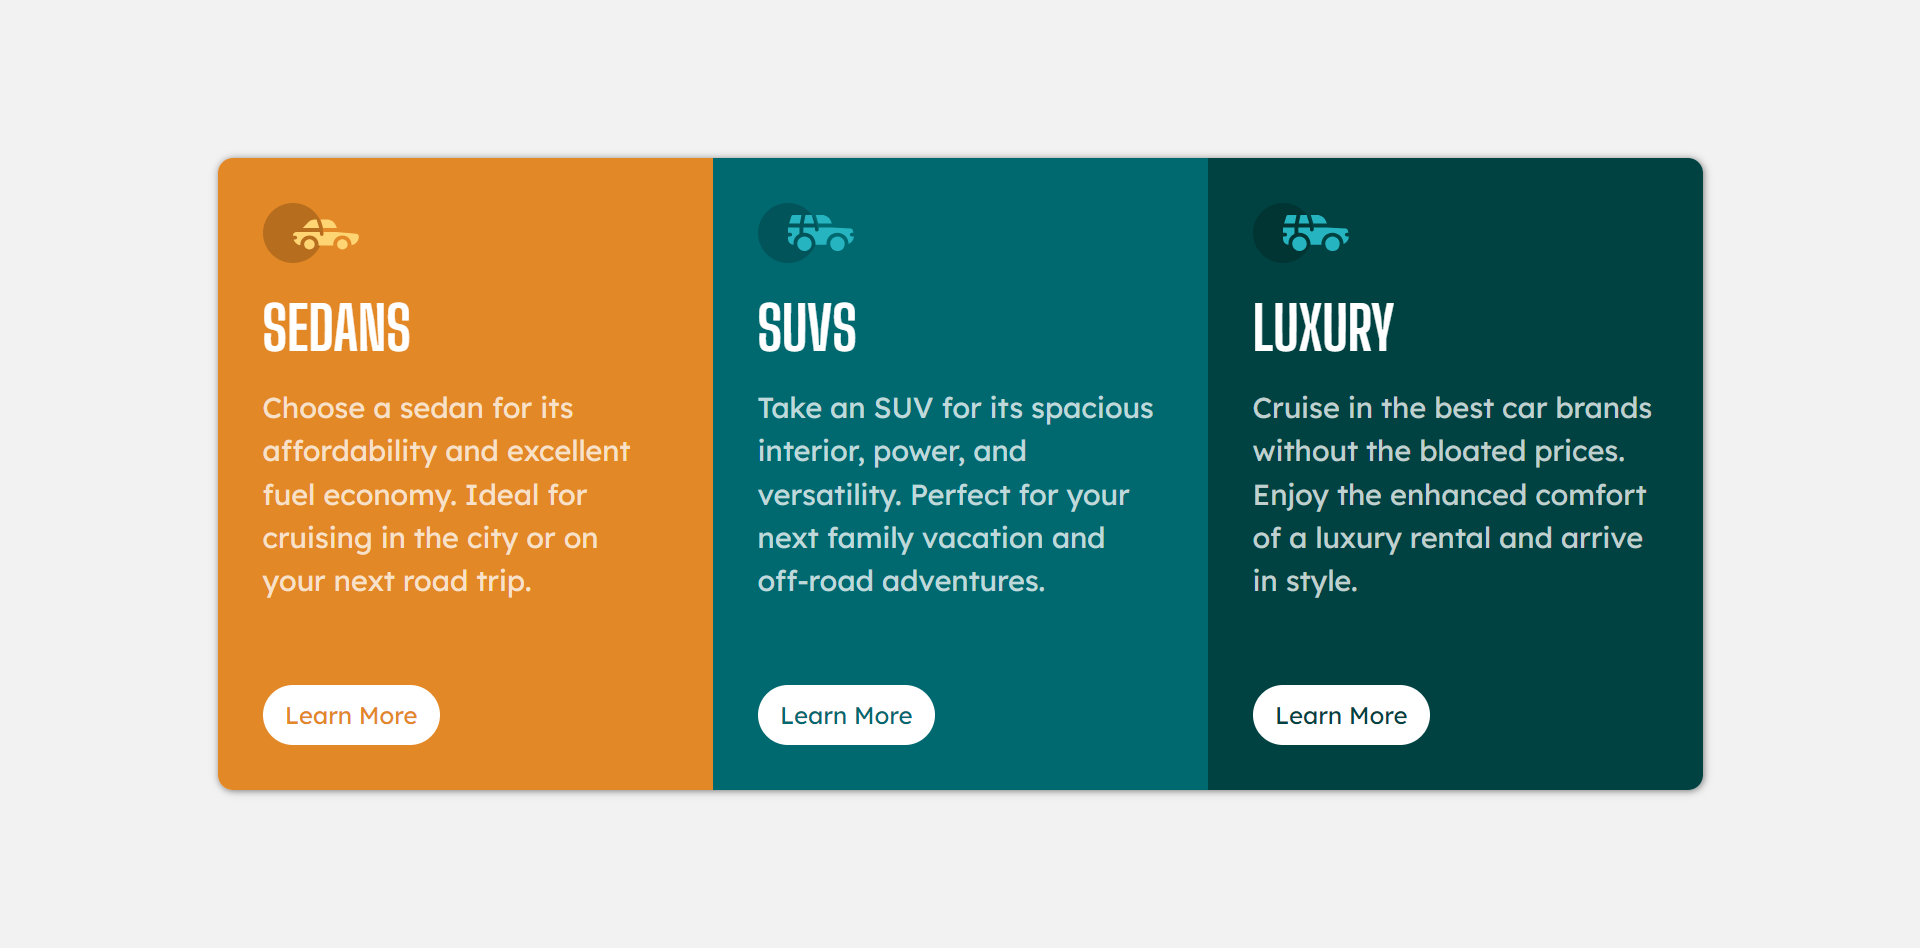 SEDANS
Choose a sedan for its
affordability and excellent
fuel economy. Ideal for
cruising in the city or on
your next road trip.
Learn More
SUVS
Take an SUV for its spacious
interior, power, and
versatility. Perfect for your
next family vacation and
off-road adventures.
Learn More
LUXURY
Cruise in the best car brands
without the bloated prices.
Enjoy the enhanced comfort
of a luxury rental and arrive
in style.
Learn More